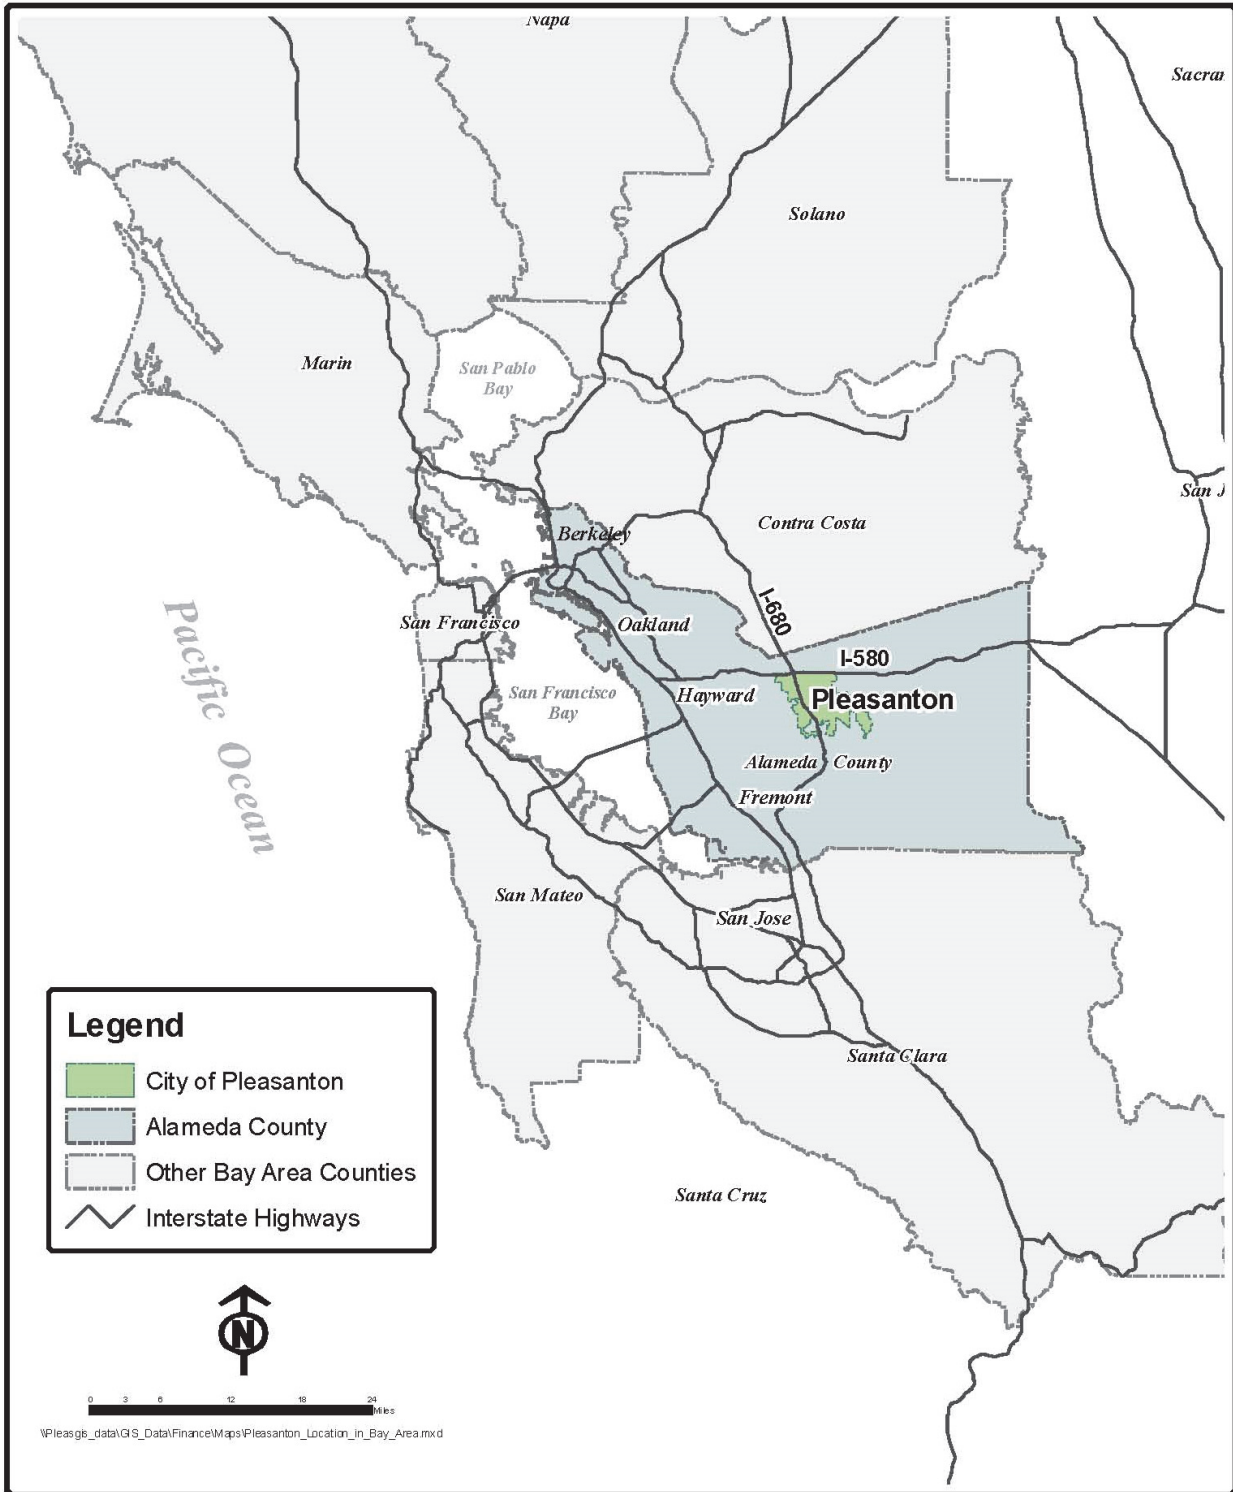 Napa
Sacra
Solano
Marin
San Pablo
Bay
San J
Contra Costa
Berkeley
I-680
Pacific Ocean
San Francisco
Oakland
I-580
San Francisco
Bay
Hayward
Pleasanton
Alameda County
Fremont
San Mateo
San Jose
Santa Clara
Santa Cruz
Legend
City of Pleasanton
Alameda County
Other Bay Area Counties
Interstate Highways
N
0 3 6 12 18 24
Miles
\\Pleasgis_data\GIS_Data\Finance\Maps\Pleasanton_Location_in_Bay_Area.mxd